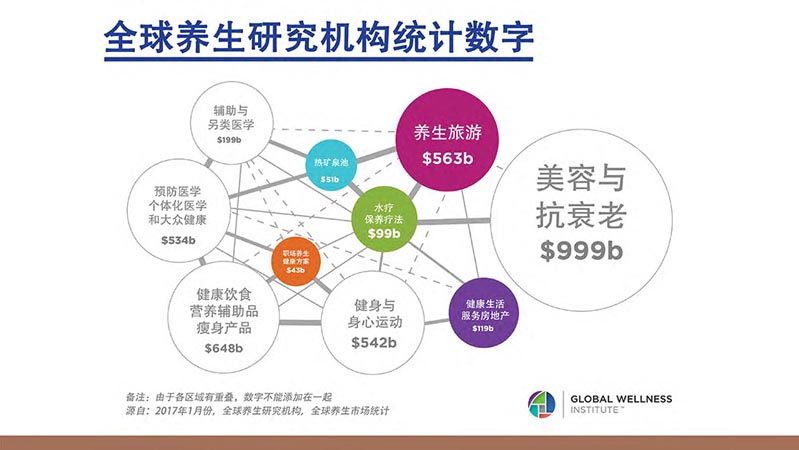 全球养生研究机构统计数字
辅助与
另类医学
$199b
热矿泉池
$51b
养生旅游
$563b
美容与
抗衰老
$999b
预防医学
个体化医学
和大众健康
$534b
水疗
保养疗法
$99b
职场养生
健康方案
$43b
健康饮食
营养辅助品
瘦身产品
$648b
健身与
身心运动
$542b
健康生活
服务房地产
$119b
备注：由于各区域有重叠，数字不能添加在一起
源自：2017年1月份，全球养生研究机构，全球养生市场统计
GLOBAL WELLNESS
INSTITUTE™